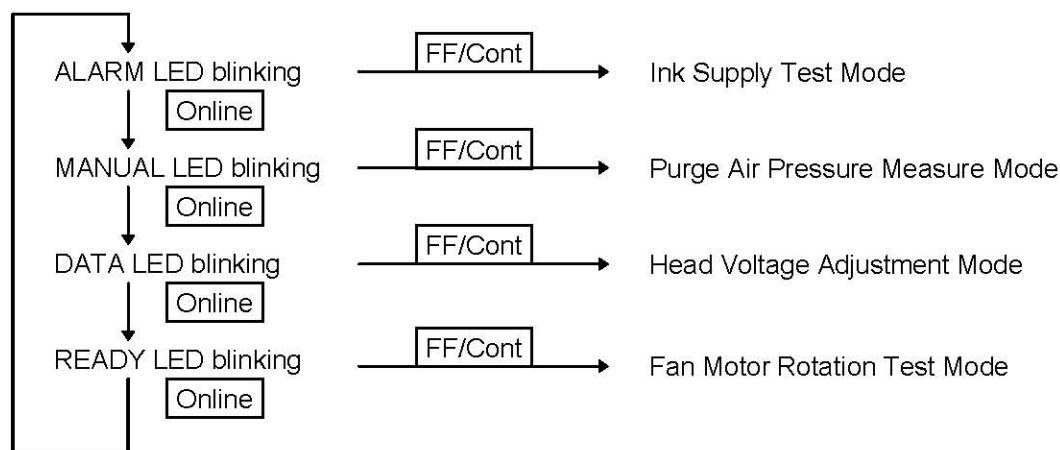 FF/Cont
ALARM LED blinking
Ink Supply Test Mode
Online
FF/Cont
MANUAL LED blinking
Purge Air Pressure Measure Mode
Online
FF/Cont
DATA LED blinking
Head Voltage Adjustment Mode
Online
FF/Cont
READY LED blinking
Fan Motor Rotation Test Mode
Online